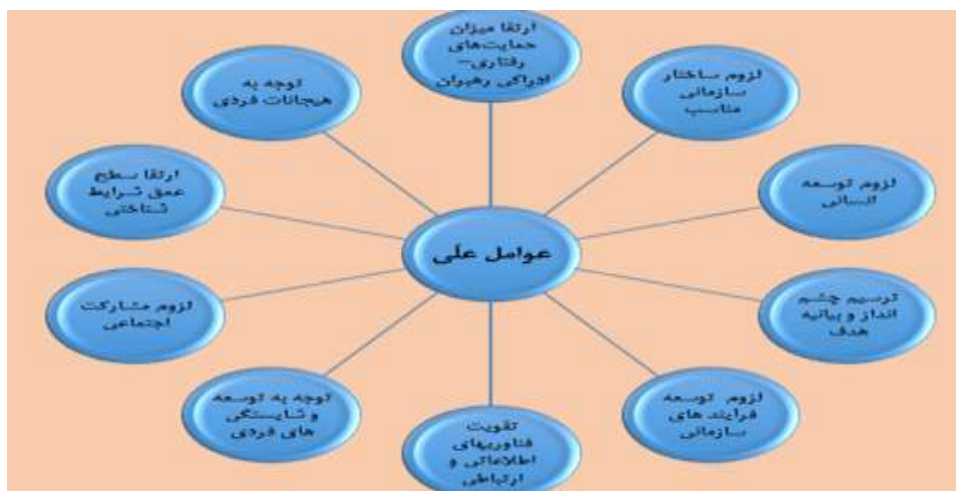 ارتقا میزان
حمایت‌های
رفتاری–
ادراکی رهبران
لزوم ساختار
سازمانی
مناسب
لزوم توسعه
انسانی
ترسیم چشم
انداز و بیانیه
هدف
لزوم توسعه
فرایند های
سازمانی
تقویت
فناوریهای
اطلاعاتی و
ارتباطی
توجه به توسعه
و شایستگی
های فردی
لزوم مشارکت
اجتماعی
ارتقا سطح
عمق شرایط
شناختی
توجه به
هیجانات فردی
عوامل علّی